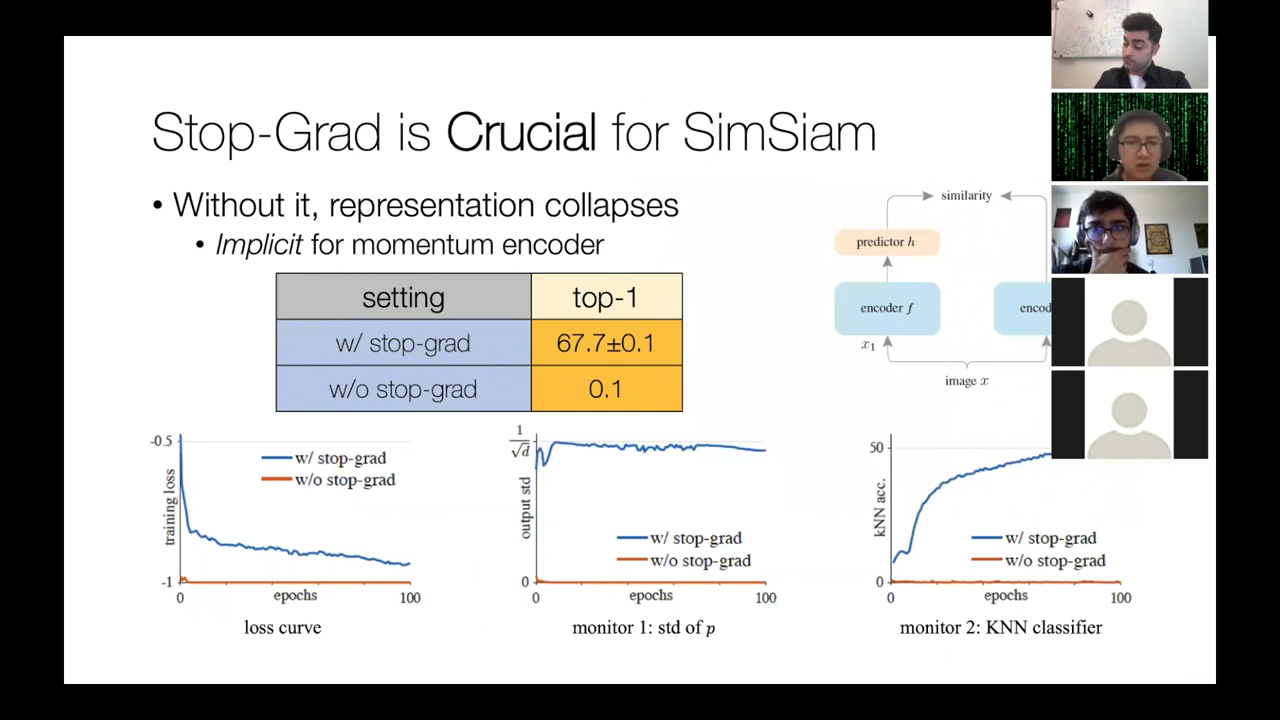 Stop-Grad is Crucial for SimSiam
• Without it, representation collapses
• Implicit for momentum encoder
setting top-1
w/ stop-grad 67.7±0.1
w/o stop-grad 0.1
similarity
predictor h
encoder f
encod
x₁
image x
-0.5
training loss
w/ stop-grad
w/o stop-grad
-1
0 epochs 100
loss curve
1/√d
output std
w/ stop-grad
w/o stop-grad
0
0 epochs 100
monitor 1: std of p
50
kNN acc.
w/ stop-grad
w/o stop-grad
0
0 epochs 100
monitor 2: KNN classifier